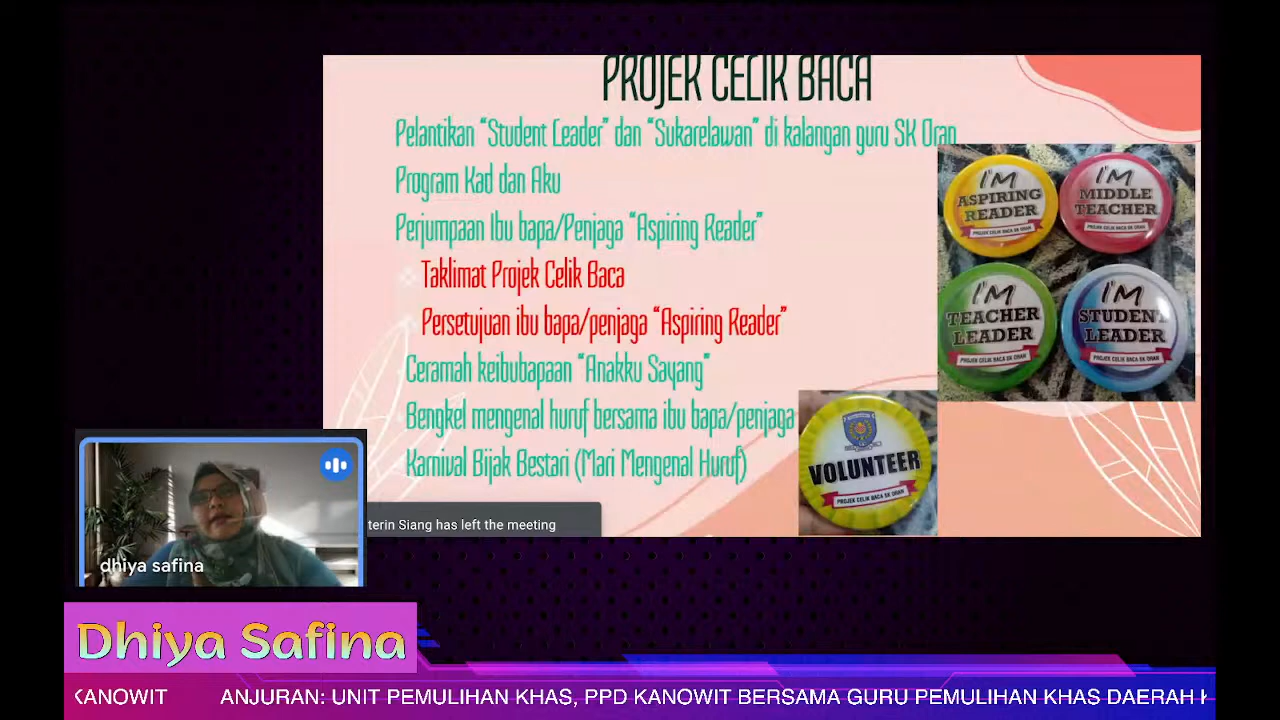 PROJEK CELIK BACA
Pelantikan “Student Leader” dan “Sukarelawan” di kalangan guru SK Oran
Program Kad dan Aku
Perjumpaan Ibu bapa/Penjaga “Aspiring Reader”
Taklimat Projek Celik Baca
Persetujuan ibu bapa/penjaga “Aspiring Reader”
Ceramah keibubapaan “Anakku Sayang”
Bengkel mengenal huruf bersama ibu bapa/penjaga
Karnival Bijak Bestari (Mari Mengenal Huruf)
I'M
ASPIRING
READER
PROJEK CELIK BACA SK ORAN
I'M
MIDDLE
TEACHER
PROJEK CELIK BACA SK ORAN
I'M
TEACHER
LEADER
PROJEK CELIK BACA SK ORAN
I'M
STUDENT
LEADER
PROJEK CELIK BACA SK ORAN
VOLUNTEER
PROJEK CELIK BACA SK ORAN
terin Siang has left the meeting
dhiya safina
Dhiya Safina
KANOWIT ANJURAN: UNIT PEMULIHAN KHAS, PPD KANOWIT BERSAMA GURU PEMULIHAN KHAS DAERAH